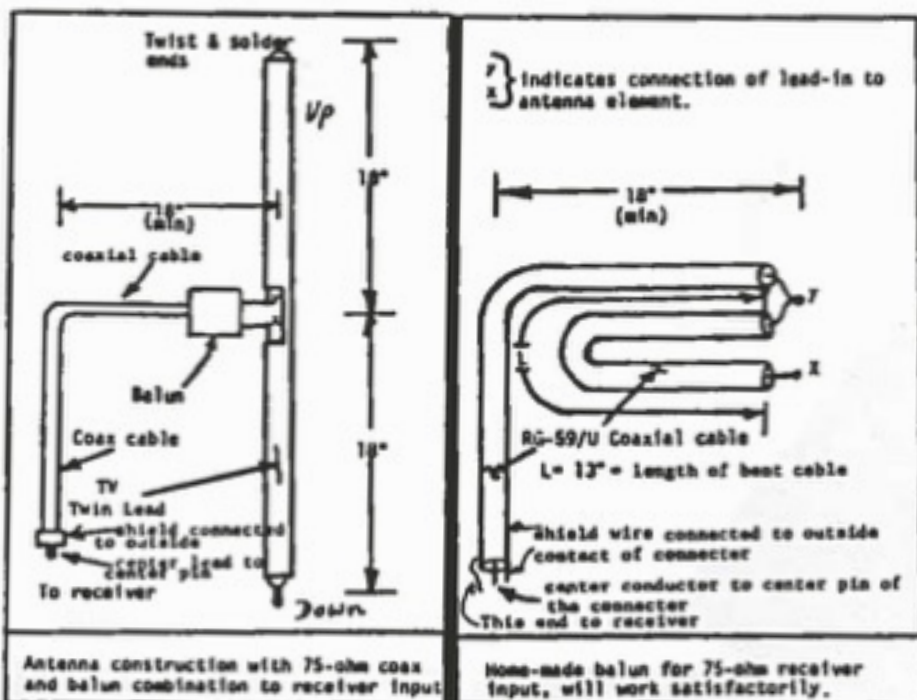 Twist & solder
ends
Up
18"
18"
(min)
coaxial cable
Balun
Coax cable
18"
TV
Twin Lead
shield connected
to outside
center lead to
center pin
To receiver
Down
Antenna construction with 75-ohm coax
and balun combination to receiver input
y
x
indicates connection of lead-in to
antenna element.
18"
(min)
Y
L
X
RG-59/U Coaxial cable
L= 13" = length of bent cable
shield wire connected to outside
contact of connecter
center conductor to center pin of
the connecter
This end to receiver
Home-made balun for 75-ohm receiver
input, will work satisfactorily.